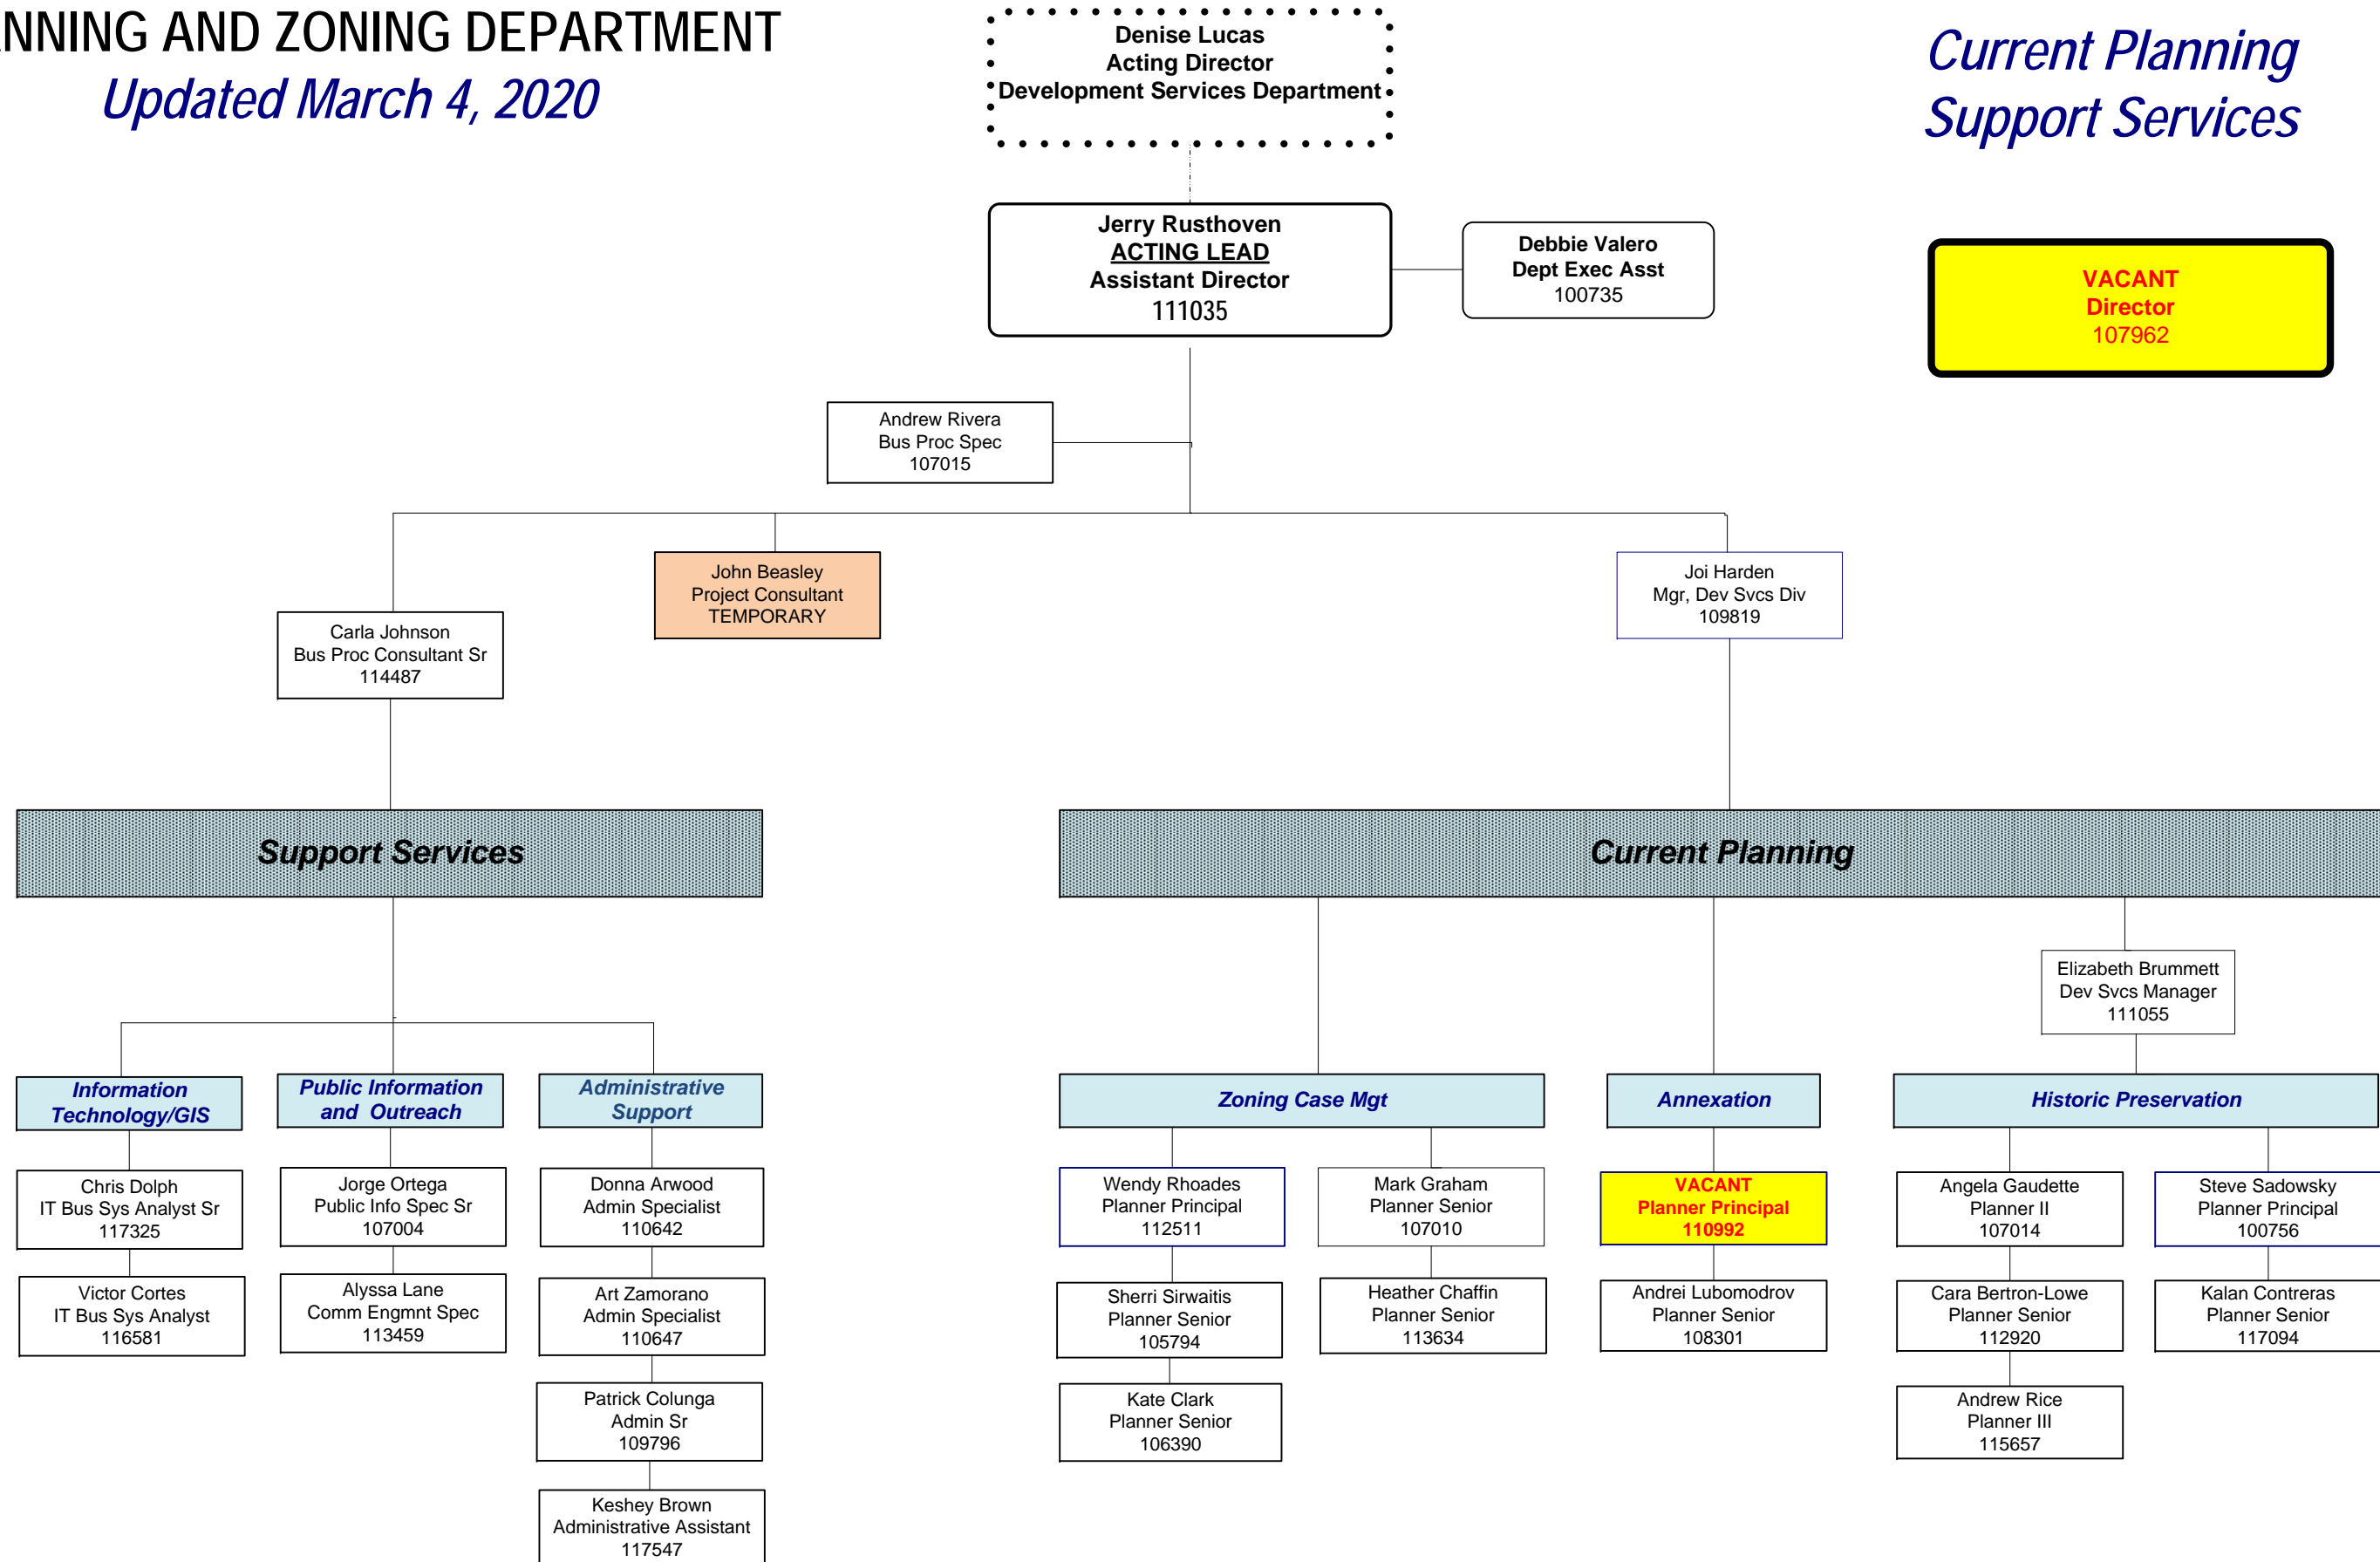 NNING AND ZONING DEPARTMENT
Updated March 4, 2020
Denise Lucas
Acting Director
Development Services Department
Current Planning
Support Services
Jerry Rusthoven
ACTING LEAD
Assistant Director
111035
Debbie Valero
Dept Exec Asst
100735
VACANT
Director
107962
Andrew Rivera
Bus Proc Spec
107015
John Beasley
Project Consultant
TEMPORARY
Joi Harden
Mgr, Dev Svcs Div
109819
Carla Johnson
Bus Proc Consultant Sr
114487
Support Services
Current Planning
Elizabeth Brummett
Dev Svcs Manager
111055
Information
Technology/GIS
Public Information
and Outreach
Administrative
Support
Zoning Case Mgt
Annexation
Historic Preservation
Chris Dolph
IT Bus Sys Analyst Sr
117325
Jorge Ortega
Public Info Spec Sr
107004
Donna Arwood
Admin Specialist
110642
Wendy Rhoades
Planner Principal
112511
Mark Graham
Planner Senior
107010
VACANT
Planner Principal
110992
Angela Gaudette
Planner II
107014
Steve Sadowsky
Planner Principal
100756
Victor Cortes
IT Bus Sys Analyst
116581
Alyssa Lane
Comm Engmnt Spec
113459
Art Zamorano
Admin Specialist
110647
Sherri Sirwaitis
Planner Senior
105794
Heather Chaffin
Planner Senior
113634
Andrei Lubomodrov
Planner Senior
108301
Cara Bertron-Lowe
Planner Senior
112920
Kalan Contreras
Planner Senior
117094
Patrick Colunga
Admin Sr
109796
Kate Clark
Planner Senior
106390
Andrew Rice
Planner III
115657
Keshey Brown
Administrative Assistant
117547